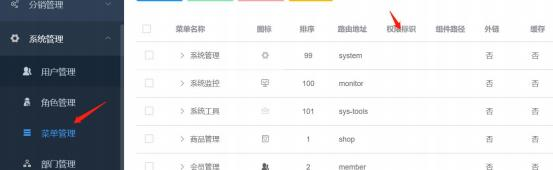 分销管理
系统管理
用户管理
角色管理
菜单管理
部门管理
菜单名称 图标 排序 路由地址 权限标识 组件路径 外链 缓存
系统管理 99 system 否 否
系统监控 100 monitor 否 否
系统工具 101 sys-tools 否 否
商品管理 1 shop 否 否
会员管理 2 member 否 否